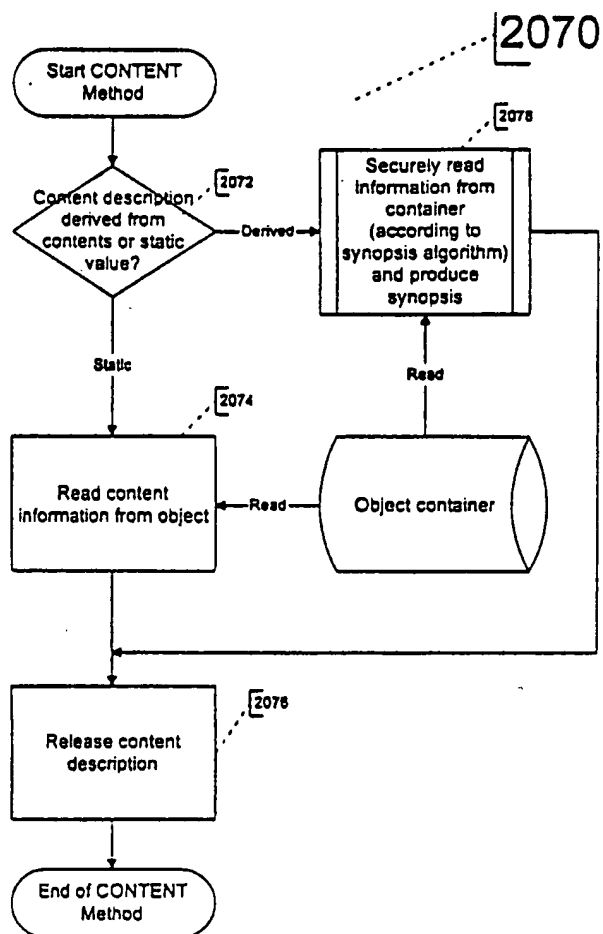 2070
Start CONTENT
Method
2078
2072
Content description
derived from
contents or static
value?
Derived
Securely read
information from
container
(according to
synopsis algorithm)
and produce
synopsis
Static
Read
2074
Read content
information from object
Read
Object container
2076
Release content
description
End of CONTENT
Method